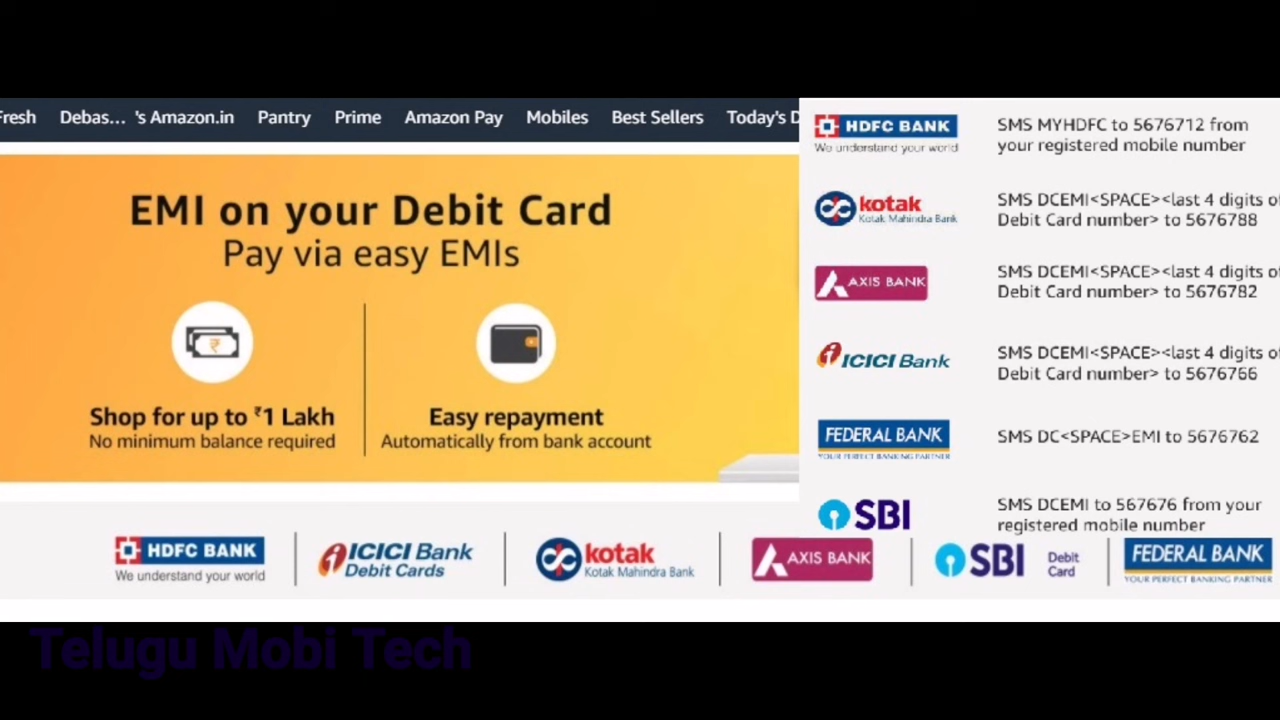 Fresh Debas... 's Amazon.in Pantry Prime Amazon Pay Mobiles Best Sellers Today's D
EMI on your Debit Card
Pay via easy EMIs
Shop for up to ₹1 Lakh
No minimum balance required
Easy repayment
Automatically from bank account
HDFC BANK
We understand your world
SMS MYHDFC to 5676712 from
your registered mobile number
kotak
Kotak Mahindra Bank
SMS DCEMI<SPACE><last 4 digits of
Debit Card number> to 5676788
AXIS BANK
SMS DCEMI<SPACE><last 4 digits of
Debit Card number> to 5676782
ICICI Bank
SMS DCEMI<SPACE><last 4 digits of
Debit Card number> to 5676766
FEDERAL BANK
YOUR PERFECT BANKING PARTNER
SMS DC<SPACE>EMI to 5676762
SBI
SMS DCEMI to 567676 from your
registered mobile number
HDFC BANK
We understand your world
ICICI Bank
Debit Cards
kotak
Kotak Mahindra Bank
AXIS BANK
SBI
Debit
Card
FEDERAL BANK
YOUR PERFECT BANKING PARTNER
Telugu Mobi Tech